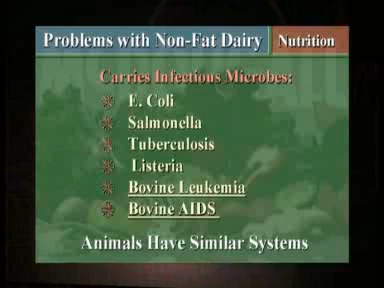 Problems with Non-Fat Dairy Nutrition
Carries Infectious Microbes:
E. Coli
Salmonella
Tuberculosis
Listeria
Bovine Leukemia
Bovine AIDS
Animals Have Similar Systems